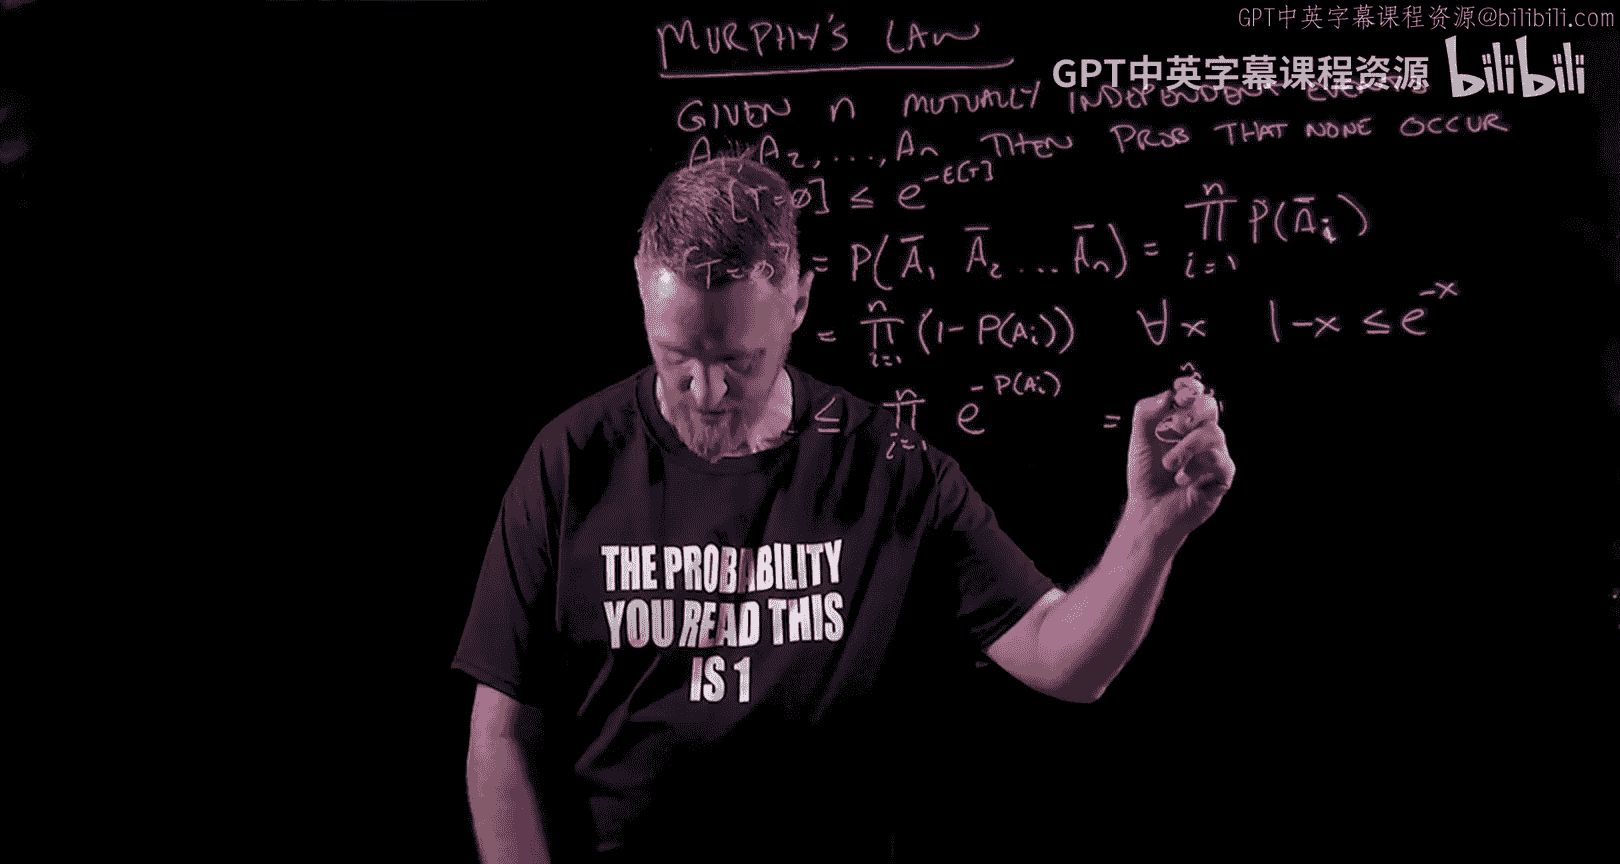 GPT中英字幕课程资源@bilibili.com
GPT中英字幕课程资源 bilibili
MURPHY'S LAW
GIVEN n MUTUALLY INDEPENDENT EVENTS
A₁, A₂, ..., Aₙ THEN PROB THAT NONE OCCUR
[T=∅] ≤ e^{-E[T]}
[T=∅] = P(Ā₁ Ā₂ ... Āₙ) = ∏_{i=1}^{n} P(Āᵢ)
= ∏_{i=1}^{n} (1-P(Aᵢ)) ∀x 1-x ≤ e^{-x}
≤ ∏_{i=1}^{n} e^{-P(Aᵢ)} =
THE PROBABILITY
YOU READ THIS
IS 1